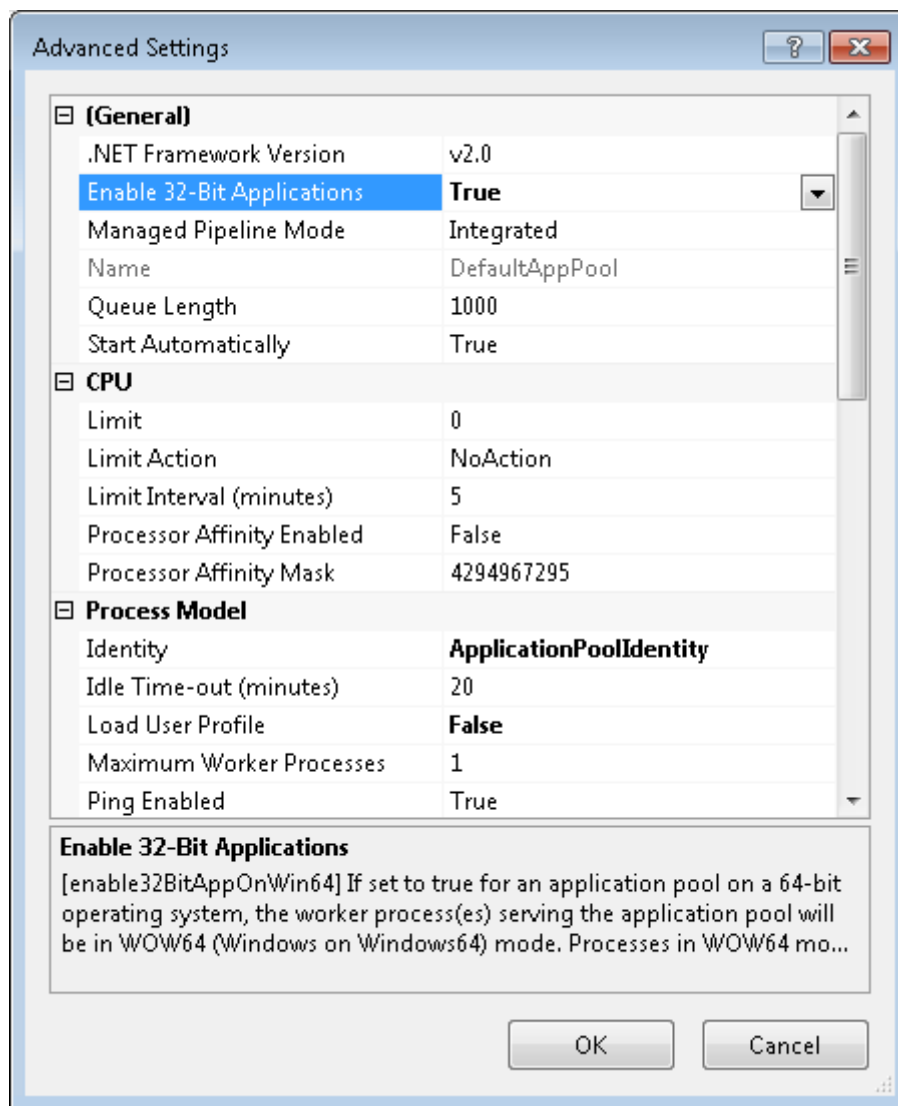 Advanced Settings
(General)
.NET Framework Version v2.0
Enable 32-Bit Applications True
Managed Pipeline Mode Integrated
Name DefaultAppPool
Queue Length 1000
Start Automatically True
CPU
Limit 0
Limit Action NoAction
Limit Interval (minutes) 5
Processor Affinity Enabled False
Processor Affinity Mask 4294967295
Process Model
Identity ApplicationPoolIdentity
Idle Time-out (minutes) 20
Load User Profile False
Maximum Worker Processes 1
Ping Enabled True
Enable 32-Bit Applications
[enable32BitAppOnWin64] If set to true for an application pool on a 64-bit
operating system, the worker process(es) serving the application pool will
be in WOW64 (Windows on Windows64) mode. Processes in WOW64 mo...
OK Cancel